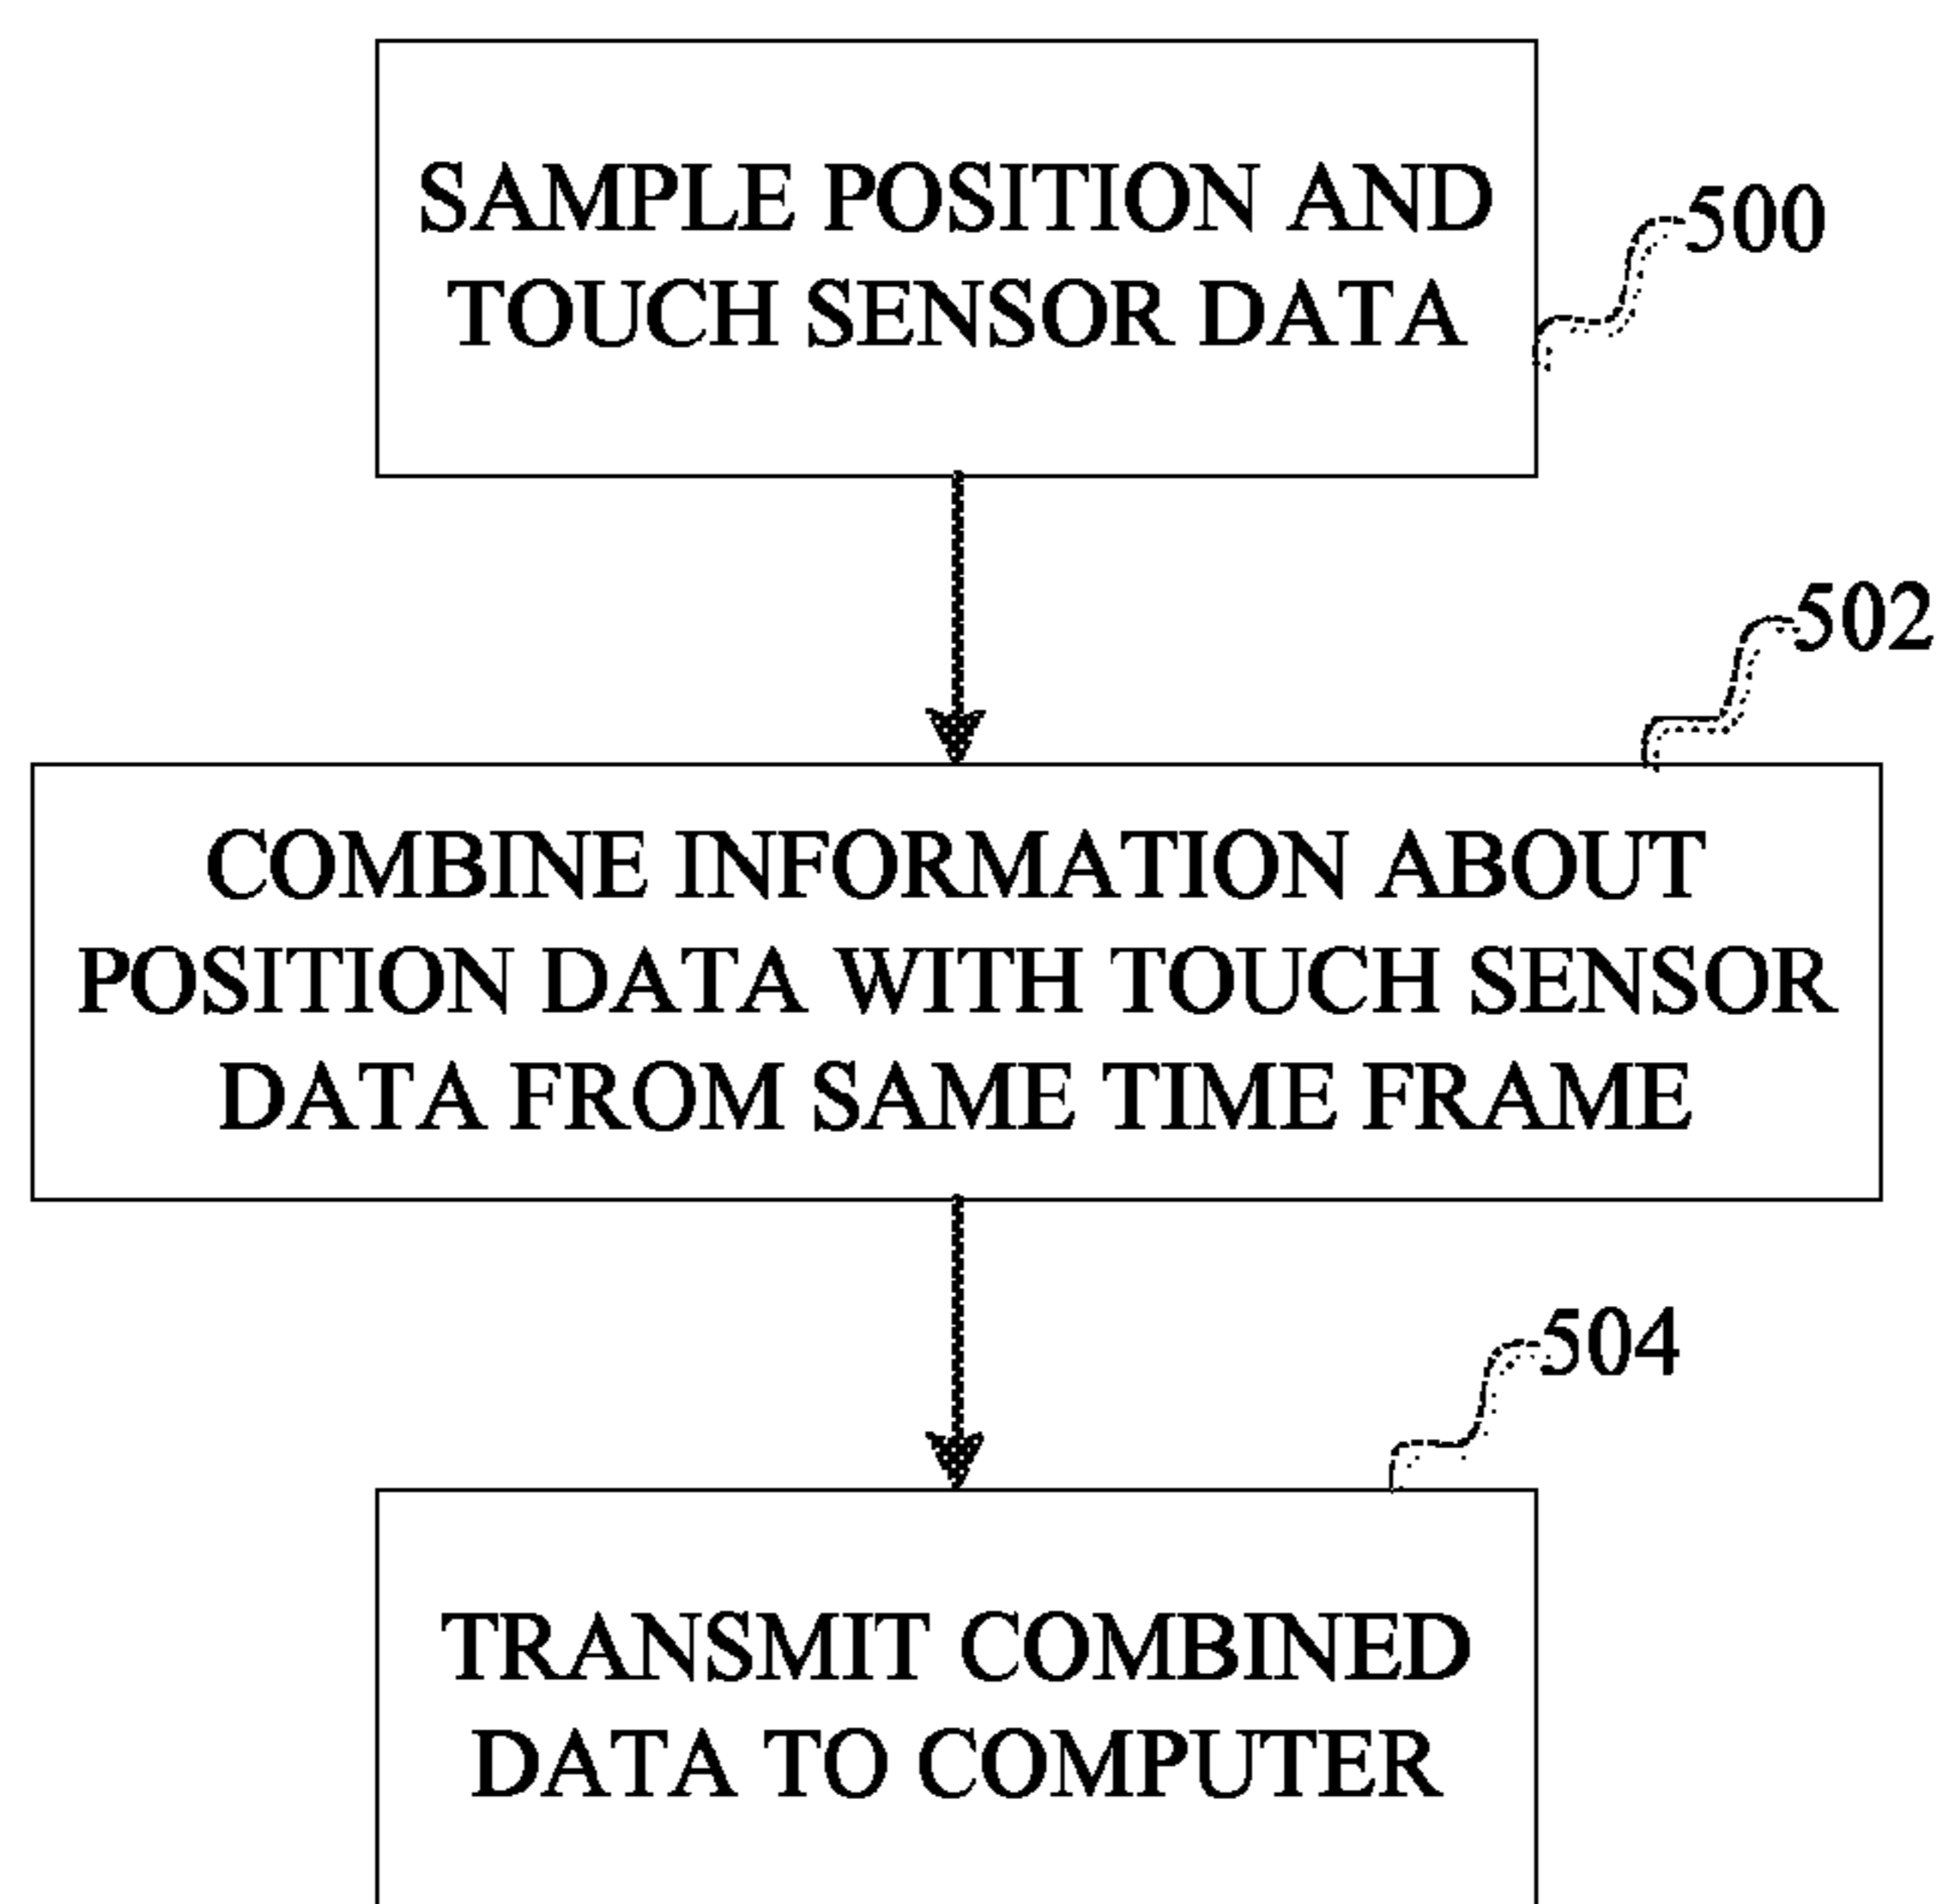 SAMPLE POSITION AND
TOUCH SENSOR DATA
500
502
COMBINE INFORMATION ABOUT
POSITION DATA WITH TOUCH SENSOR
DATA FROM SAME TIME FRAME
504
TRANSMIT COMBINED
DATA TO COMPUTER